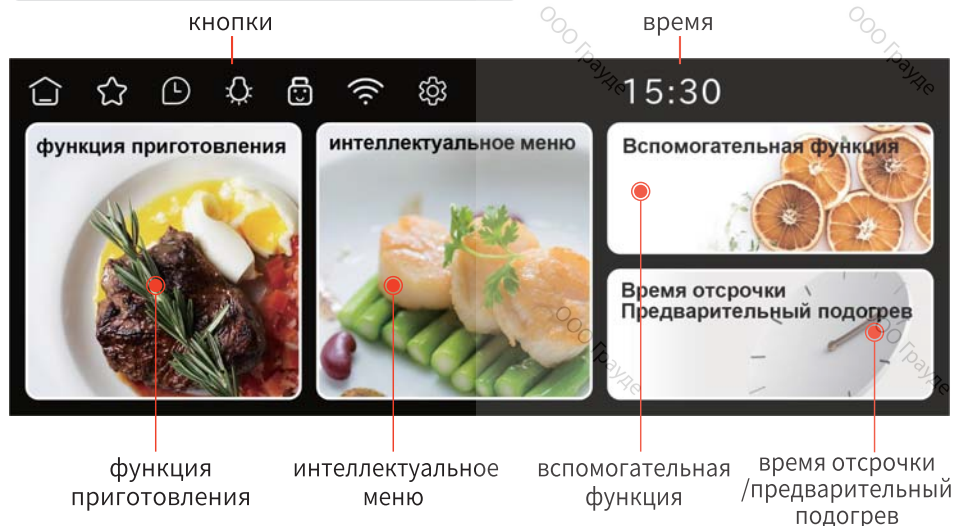 кнопки
время
15:30
функция приготовления
интеллектуальное меню
Вспомогательная функция
Время отсрочки
Предварительный подогрев
функция
приготовления
интеллектуальное
меню
вспомогательная
функция
время отсрочки
/предварительный
подогрев
ООО Грауде
ООО Грауде
ООО Грауде
ООО Грауде